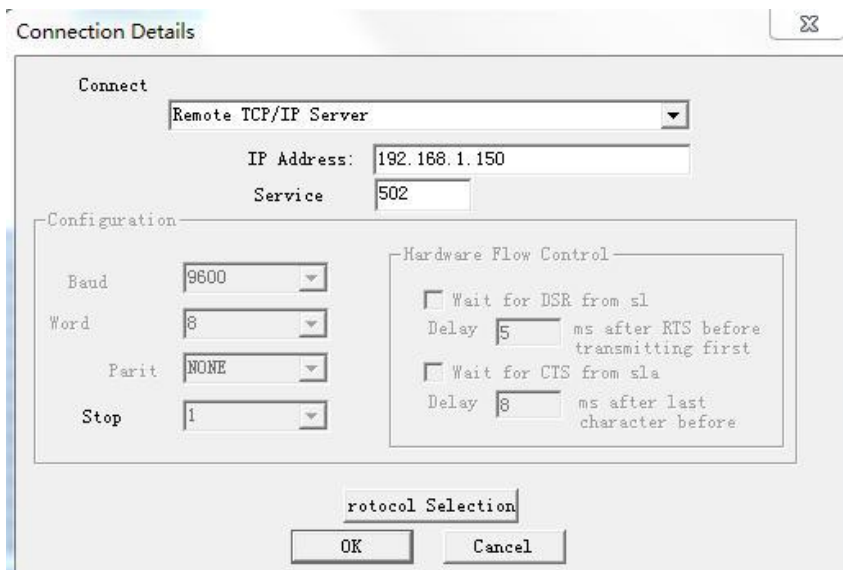 Connection Details
Connect
Remote TCP/IP Server
IP Address: 192.168.1.150
Service 502
Configuration
Baud 9600
Word 8
Parit NONE
Stop 1
Hardware Flow Control
Wait for DSR from sl
Delay 5 ms after RTS before
transmitting first
Wait for CTS from sla
Delay 8 ms after last
character before
rotocol Selection
OK Cancel